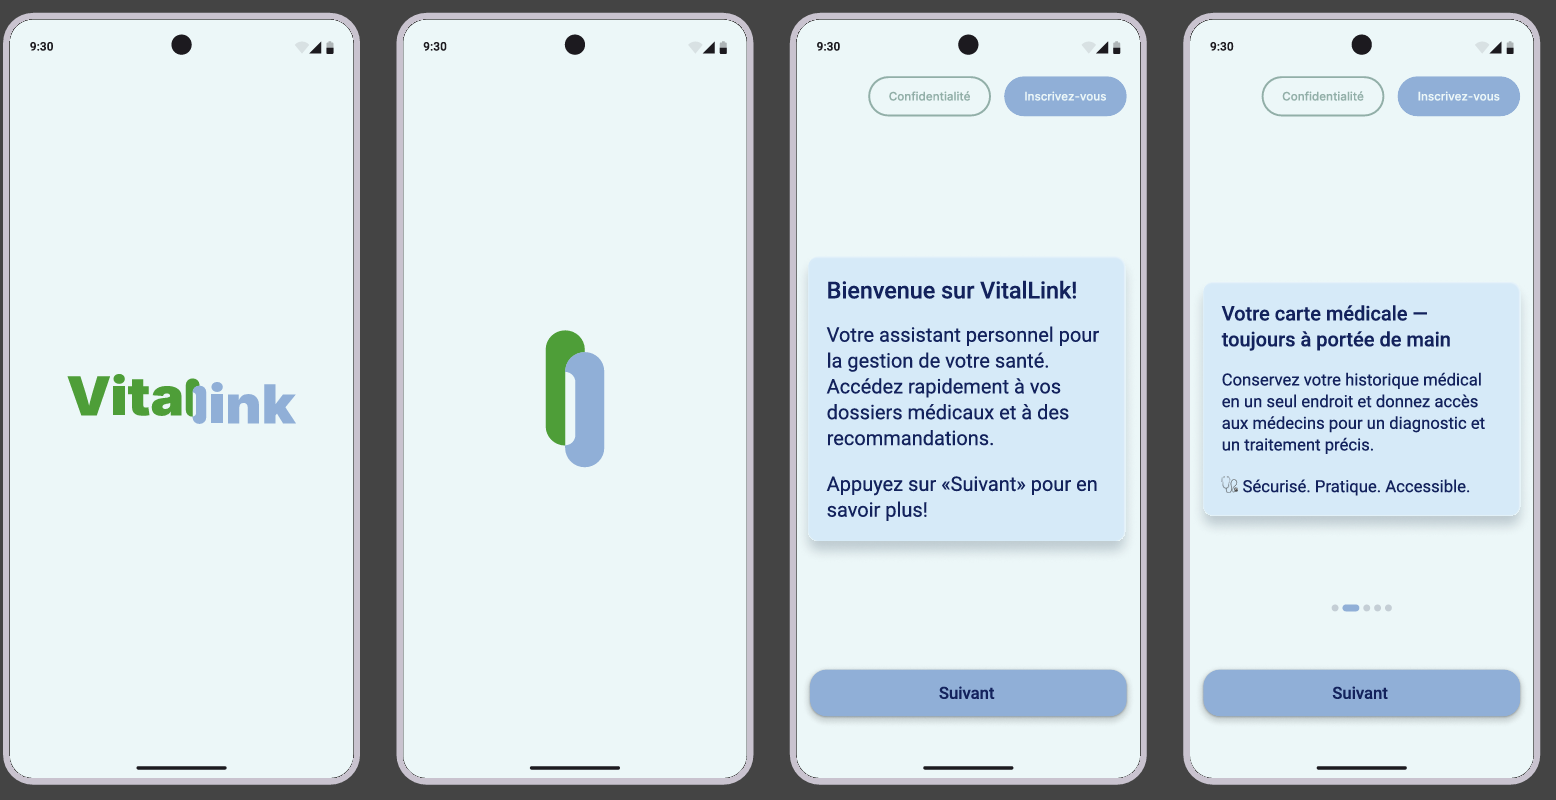 9:30
Vitallink
9:30
9:30
Confidentialité
Inscrivez-vous
Bienvenue sur VitalLink!
Votre assistant personnel pour
la gestion de votre santé.
Accédez rapidement à vos
dossiers médicaux et à des
recommandations.
Appuyez sur «Suivant» pour en
savoir plus!
Suivant
9:30
Confidentialité
Inscrivez-vous
Votre carte médicale —
toujours à portée de main
Conservez votre historique médical
en un seul endroit et donnez accès
aux médecins pour un diagnostic et
un traitement précis.
Sécurisé. Pratique. Accessible.
Suivant